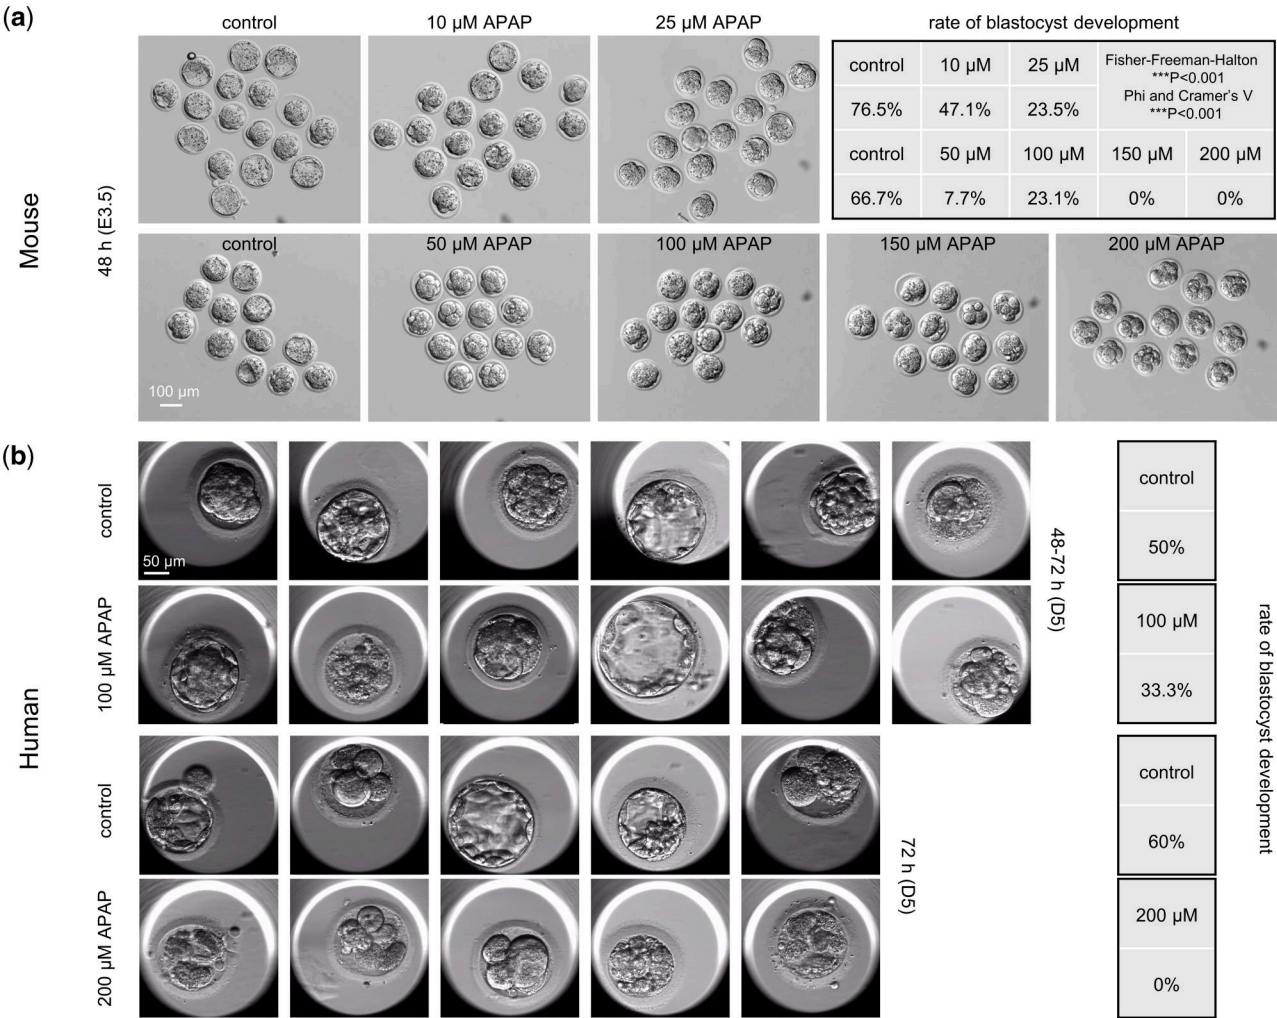 (a)
control
10 µM APAP
25 µM APAP
rate of blastocyst development
control
10 µM
25 µM
Fisher-Freeman-Halton
***P<0.001
Phi and Cramer's V
***P<0.001
76.5%
47.1%
23.5%
control
50 µM
100 µM
150 µM
200 µM
66.7%
7.7%
23.1%
0%
0%
Mouse
48 h (E3.5)
control
50 µM APAP
100 µM APAP
150 µM APAP
200 µM APAP
100 µm
(b)
Human
control
50 µm
48-72 h (D5)
control
50%
100 µM APAP
100 µM
33.3%
rate of blastocyst development
control
72 h (D5)
control
60%
200 µM APAP
200 µM
0%